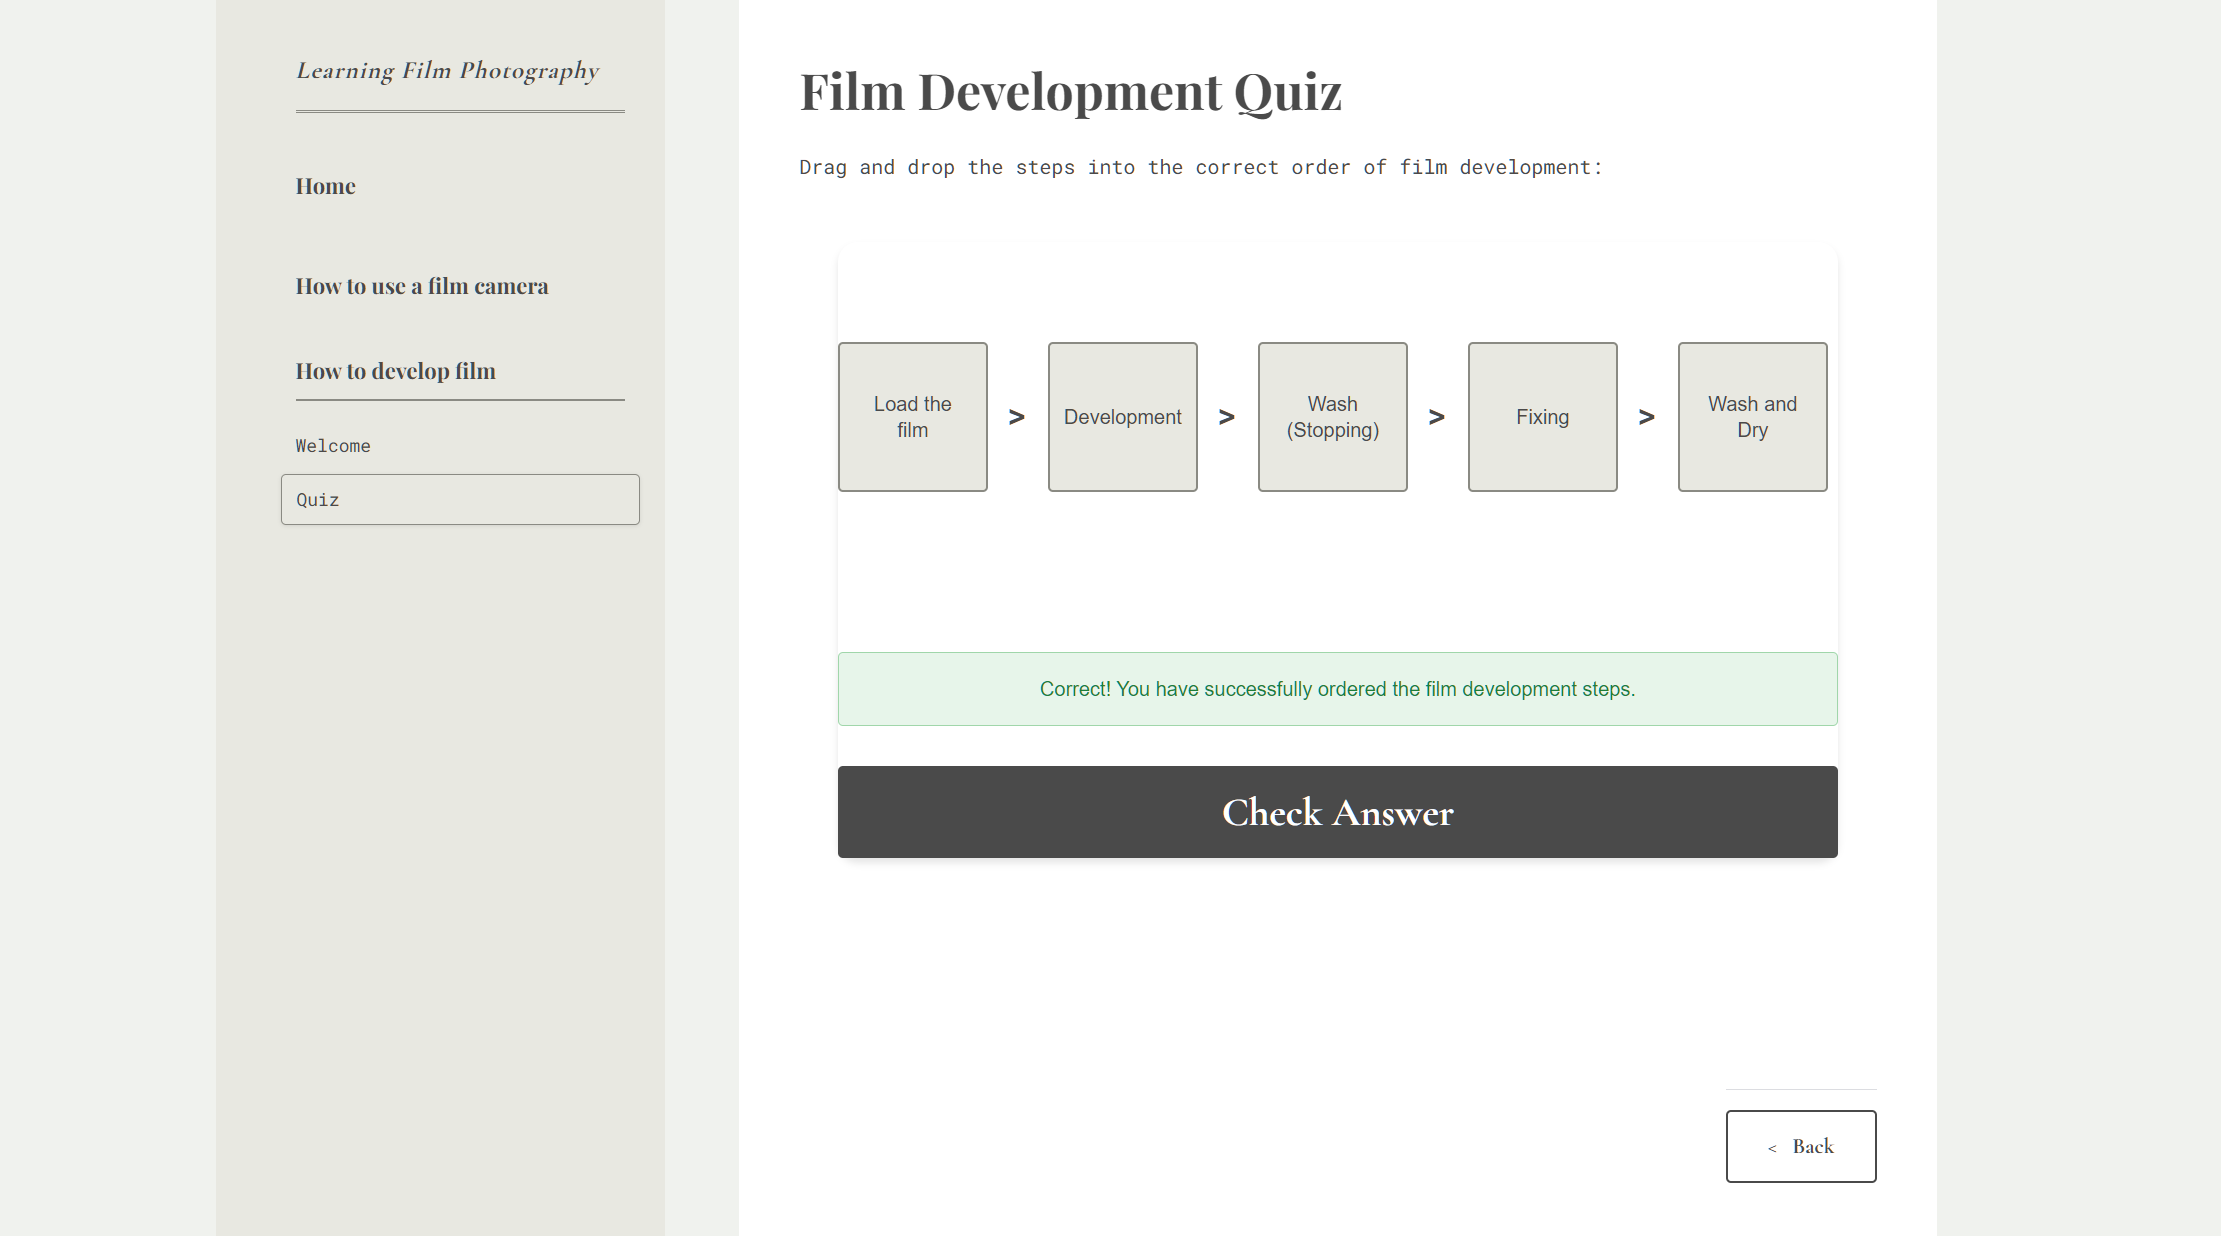 Learning Film Photography
Home
How to use a film camera
How to develop film
Welcome
Quiz
Film Development Quiz
Drag and drop the steps into the correct order of film development:
Load the
film
>
Development
>
Wash
(Stopping)
>
Fixing
>
Wash and
Dry
Correct! You have successfully ordered the film development steps.
Check Answer
< Back